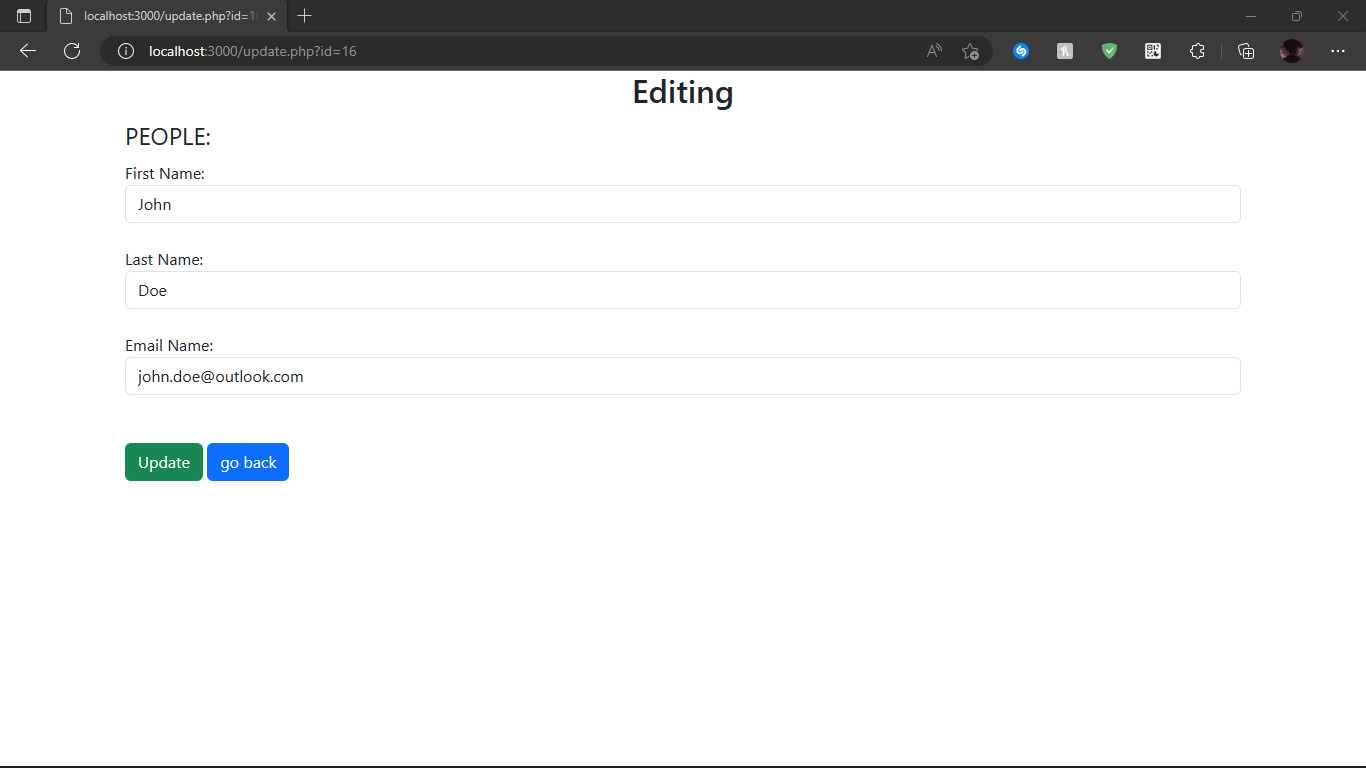 localhost:3000/update.php?id=1
localhost:3000/update.php?id=16
Editing
PEOPLE:
First Name:
John
Last Name:
Doe
Email Name:
john.doe@outlook.com
Update go back